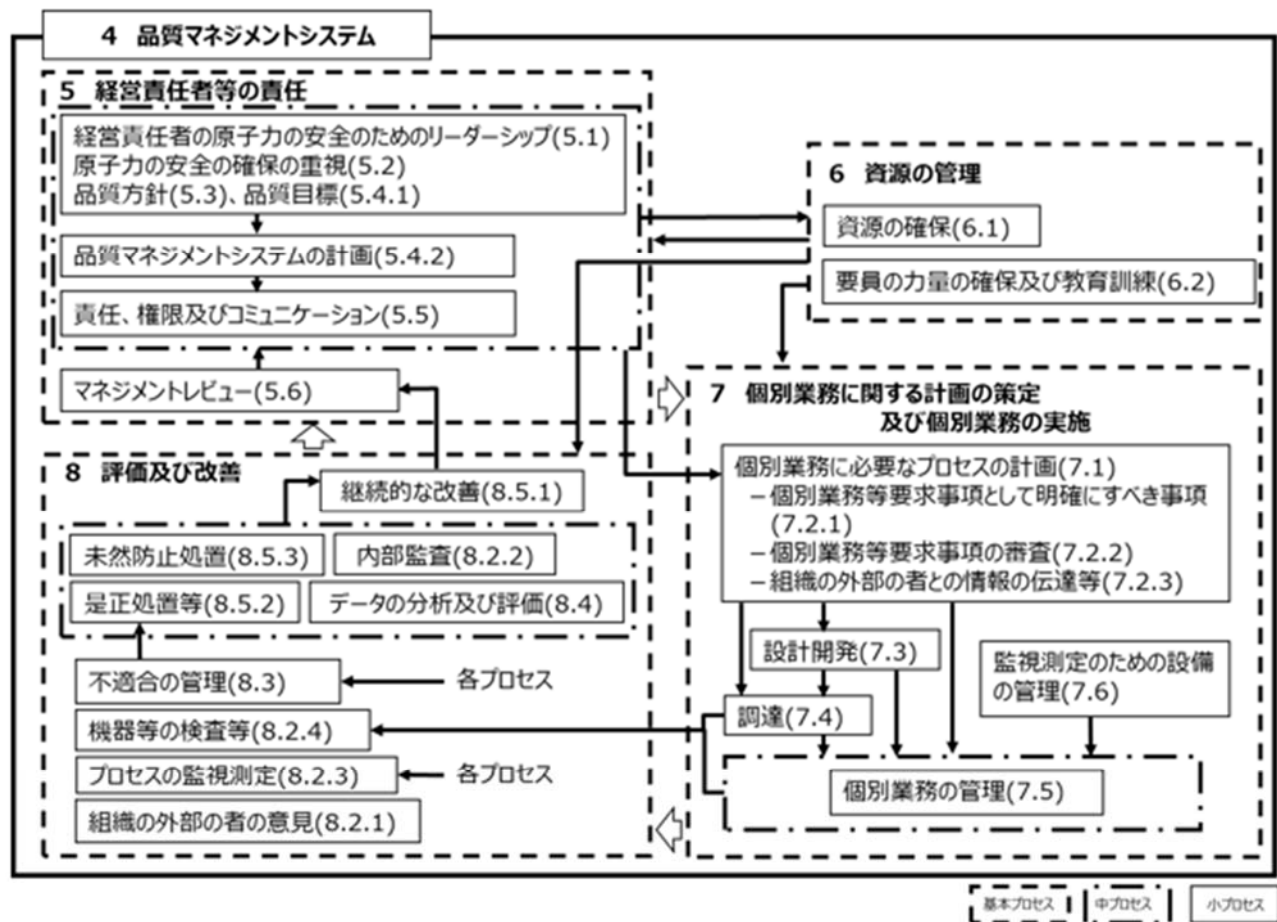 4 品質マネジメントシステム
5 経営責任者等の責任
経営責任者の原子力の安全のためのリーダーシップ(5.1)
原子力の安全の確保の重視(5.2)
品質方針(5.3)、品質目標(5.4.1)
品質マネジメントシステムの計画(5.4.2)
責任、権限及びコミュニケーション(5.5)
マネジメントレビュー(5.6)
6 資源の管理
資源の確保(6.1)
要員の力量の確保及び教育訓練(6.2)
7 個別業務に関する計画の策定
及び個別業務の実施
個別業務に必要なプロセスの計画(7.1)
－個別業務等要求事項として明確にすべき事項
(7.2.1)
－個別業務等要求事項の審査(7.2.2)
－組織の外部の者との情報の伝達等(7.2.3)
設計開発(7.3)
監視測定のための設備
の管理(7.6)
調達(7.4)
個別業務の管理(7.5)
8 評価及び改善
継続的な改善(8.5.1)
未然防止処置(8.5.3)
内部監査(8.2.2)
是正処置等(8.5.2)
データの分析及び評価(8.4)
不適合の管理(8.3)
各プロセス
機器等の検査等(8.2.4)
プロセスの監視測定(8.2.3)
各プロセス
組織の外部の者の意見(8.2.1)
基本プロセス
中プロセス
小プロセス